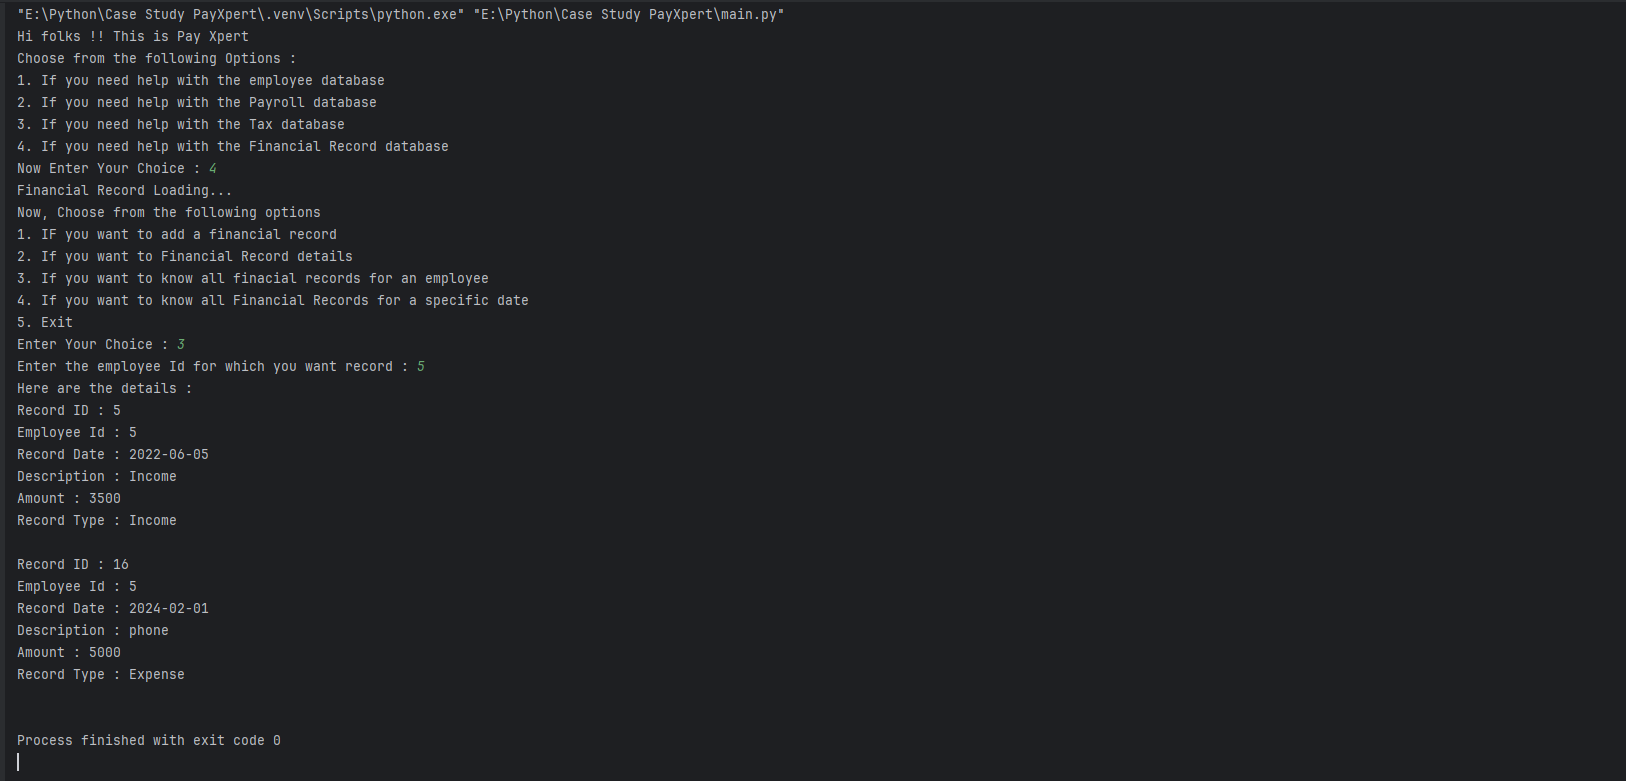 "E:\Python\Case Study PayXpert\.venv\Scripts\python.exe" "E:\Python\Case Study PayXpert\main.py"
Hi folks !! This is Pay Xpert
Choose from the following Options :
1. If you need help with the employee database
2. If you need help with the Payroll database
3. If you need help with the Tax database
4. If you need help with the Financial Record database
Now Enter Your Choice : 4
Financial Record Loading...
Now, Choose from the following options
1. IF you want to add a financial record
2. If you want to Financial Record details
3. If you want to know all finacial records for an employee
4. If you want to know all Financial Records for a specific date
5. Exit
Enter Your Choice : 3
Enter the employee Id for which you want record : 5
Here are the details :
Record ID : 5
Employee Id : 5
Record Date : 2022-06-05
Description : Income
Amount : 3500
Record Type : Income
Record ID : 16
Employee Id : 5
Record Date : 2024-02-01
Description : phone
Amount : 5000
Record Type : Expense
Process finished with exit code 0